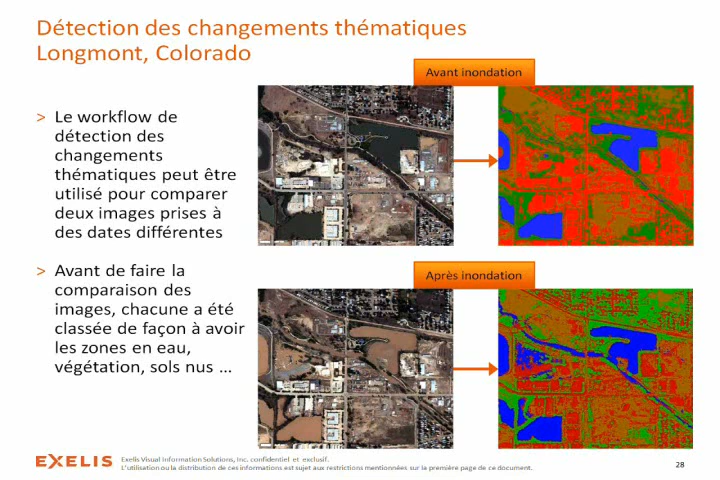 Détection des changements thématiques
Longmont, Colorado
Avant inondation
> Le workflow de
détection des
changements
thématiques peut être
utilisé pour comparer
deux images prises à
des dates différentes
Après inondation
> Avant de faire la
comparaison des
images, chacune a été
classée de façon à avoir
les zones en eau,
végétation, sols nus ...
EXELIS
Exelis Visual Information Solutions, Inc. confidentiel et exclusif.
L'utilisation ou la distribution de ces informations est sujet aux restrictions mentionnées sur la première page de ce document.
28